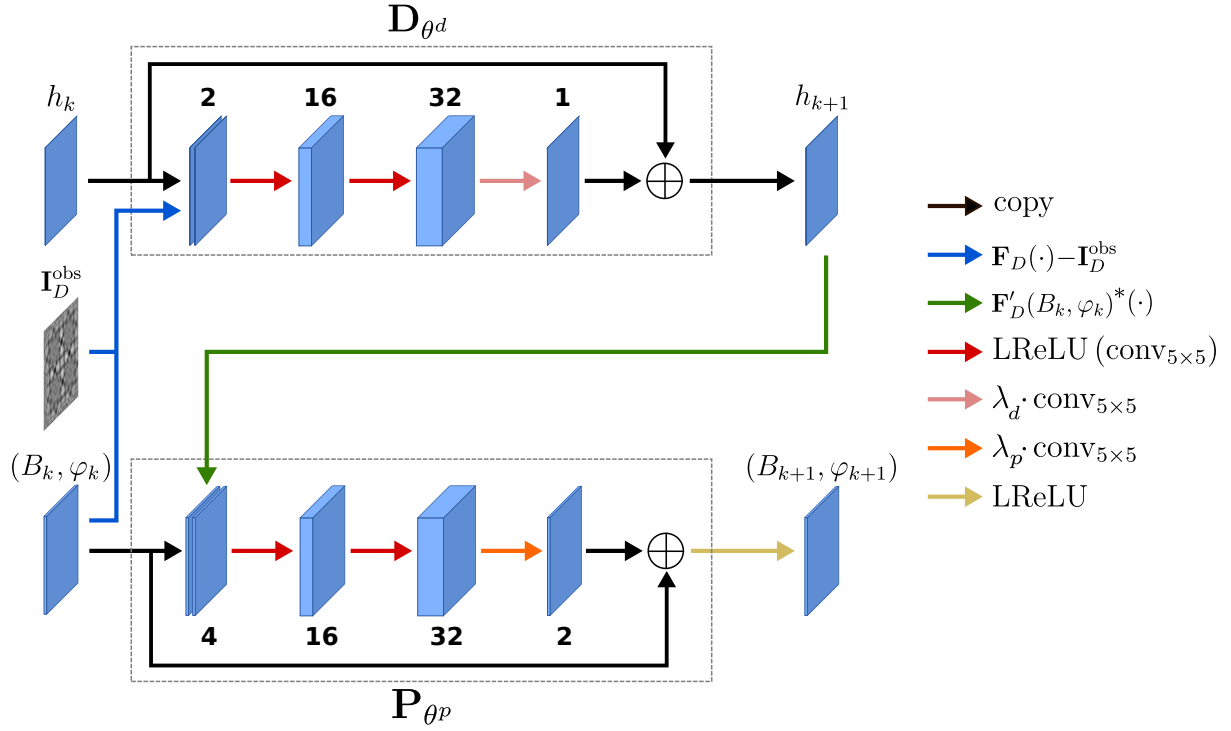 D_{θ^d}
2 16 32 1
h_k
h_{k+1}
I_D^{obs}
(B_k, φ_k)
(B_{k+1}, φ_{k+1})
4 16 32 2
P_{θ^p}
copy
F_D(·)−I_D^{obs}
F′_D(B_k, φ_k)*(·)
LReLU (conv_{5×5})
λ_d· conv_{5×5}
λ_p· conv_{5×5}
LReLU